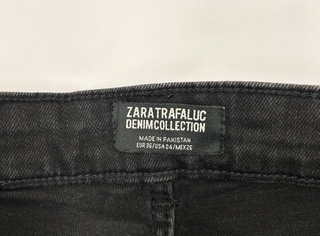 ZARATRAFALUC
DENIMCOLLECTION
MADE IN PAKISTAN
EUR 36/USA 04/MEX 26